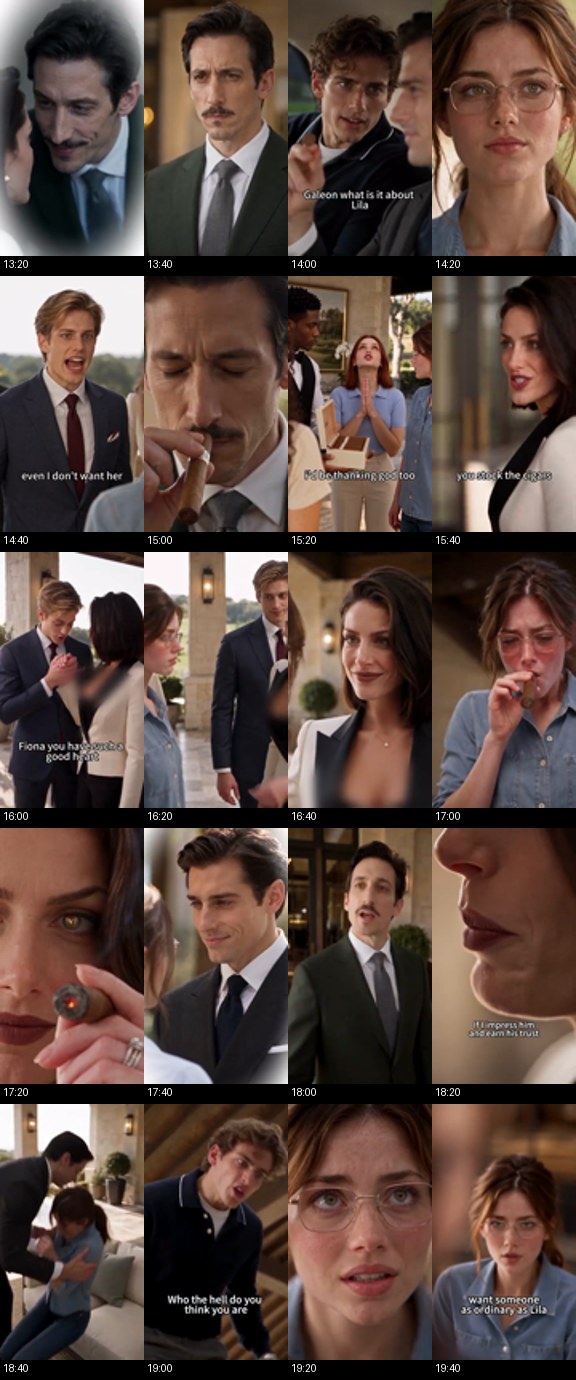 13:20
13:40
14:00
14:20
Galeon what is it about
Lila
14:40
15:00
15:20
15:40
even I don't want her
I'd be thanking god too
you stock the cigars
16:00
16:20
16:40
17:00
Fiona you have such a
good heart
17:20
17:40
18:00
18:20
If I impress him
and earn his trust
18:40
19:00
19:20
19:40
Who the hell do you
think you are
want someone
as ordinary as Lila